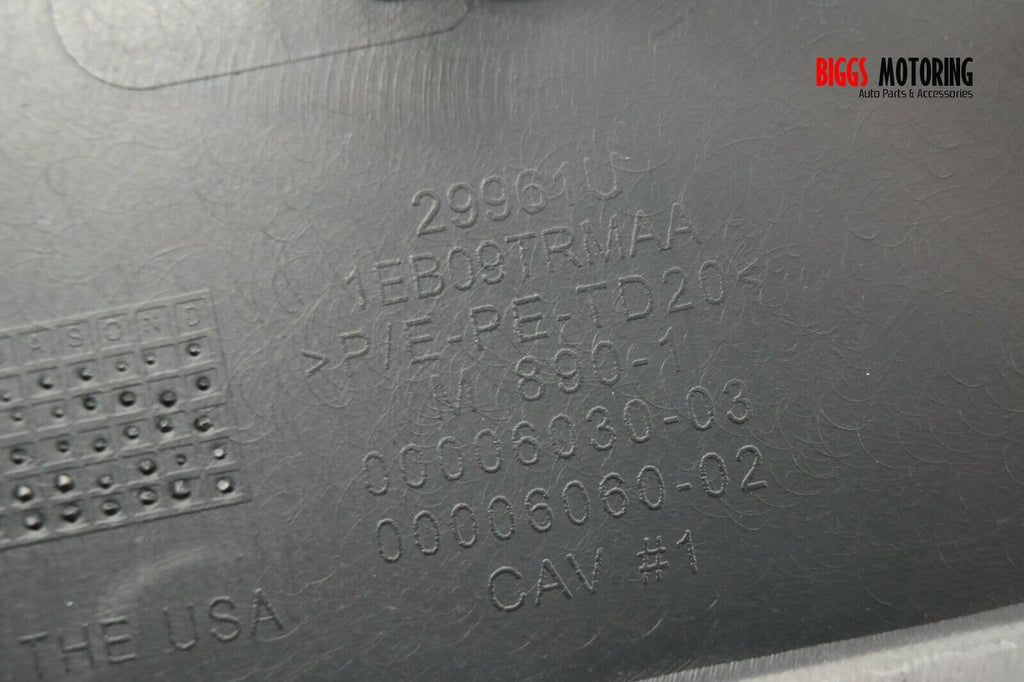 BIGGS MOTORING
Auto Parts & Accessories
29961U
1EB09TRMAA
>P/E-PE-TD20<
M 890-1
00006030-03
00006060-02
CAV #1
A S O N D
THE USA